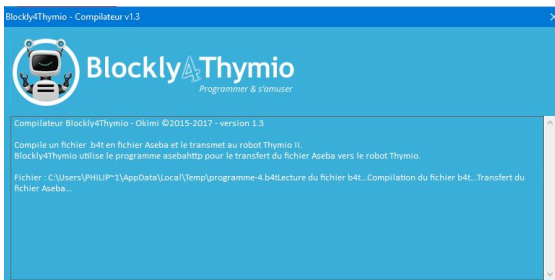 Blockly4Thymio - Compilateur v1.3
Blockly4Thymio
Programmer & s'amuser
Compilateur Blockly4Thymio - Okimi ©2015-2017 - version 1.3
Compile un fichier .b4t en fichier Aseba et le transmet au robot Thymio II.
Blockly4Thymio utilise le programme asebahttp pour le transfert du fichier Aseba vers le robot Thymio.
Fichier : C:\Users\PHILIP~1\AppData\Local\Temp\programme-4.b4tLecture du fichier b4t...Compilation du fichier b4t...Transfert du
fichier Aseba...